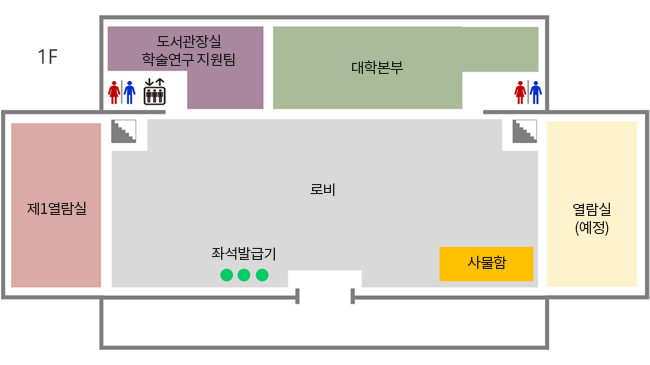 1F
도서관장실
학술연구 지원팀
대학본부
제1열람실
로비
열람실
(예정)
좌석발급기
사물함